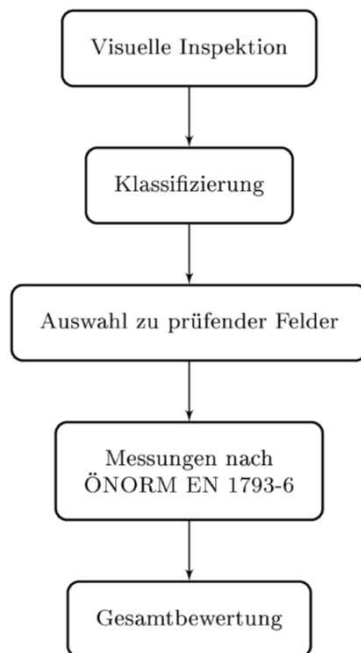 Visuelle Inspektion
Klassifizierung
Auswahl zu prüfender Felder
Messungen nach
ÖNORM EN 1793-6
Gesamtbewertung